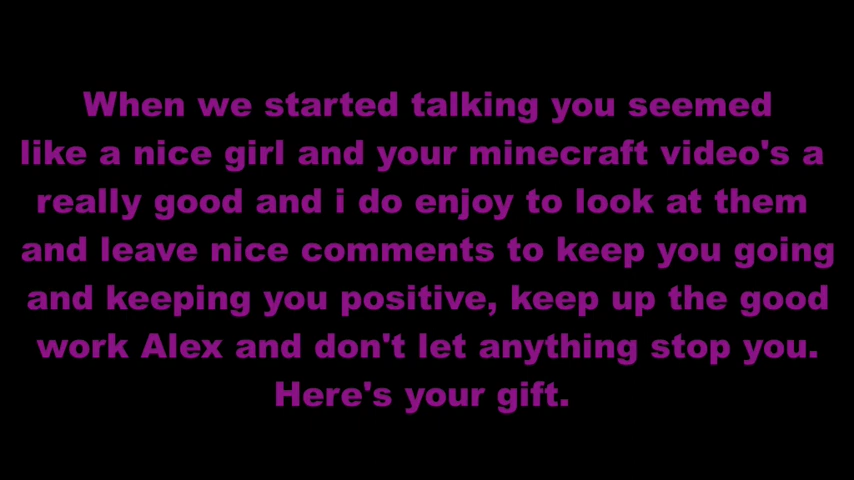 When we started talking you seemed
like a nice girl and your minecraft video's a
really good and i do enjoy to look at them
and leave nice comments to keep you going
and keeping you positive, keep up the good
work Alex and don't let anything stop you.
Here's your gift.